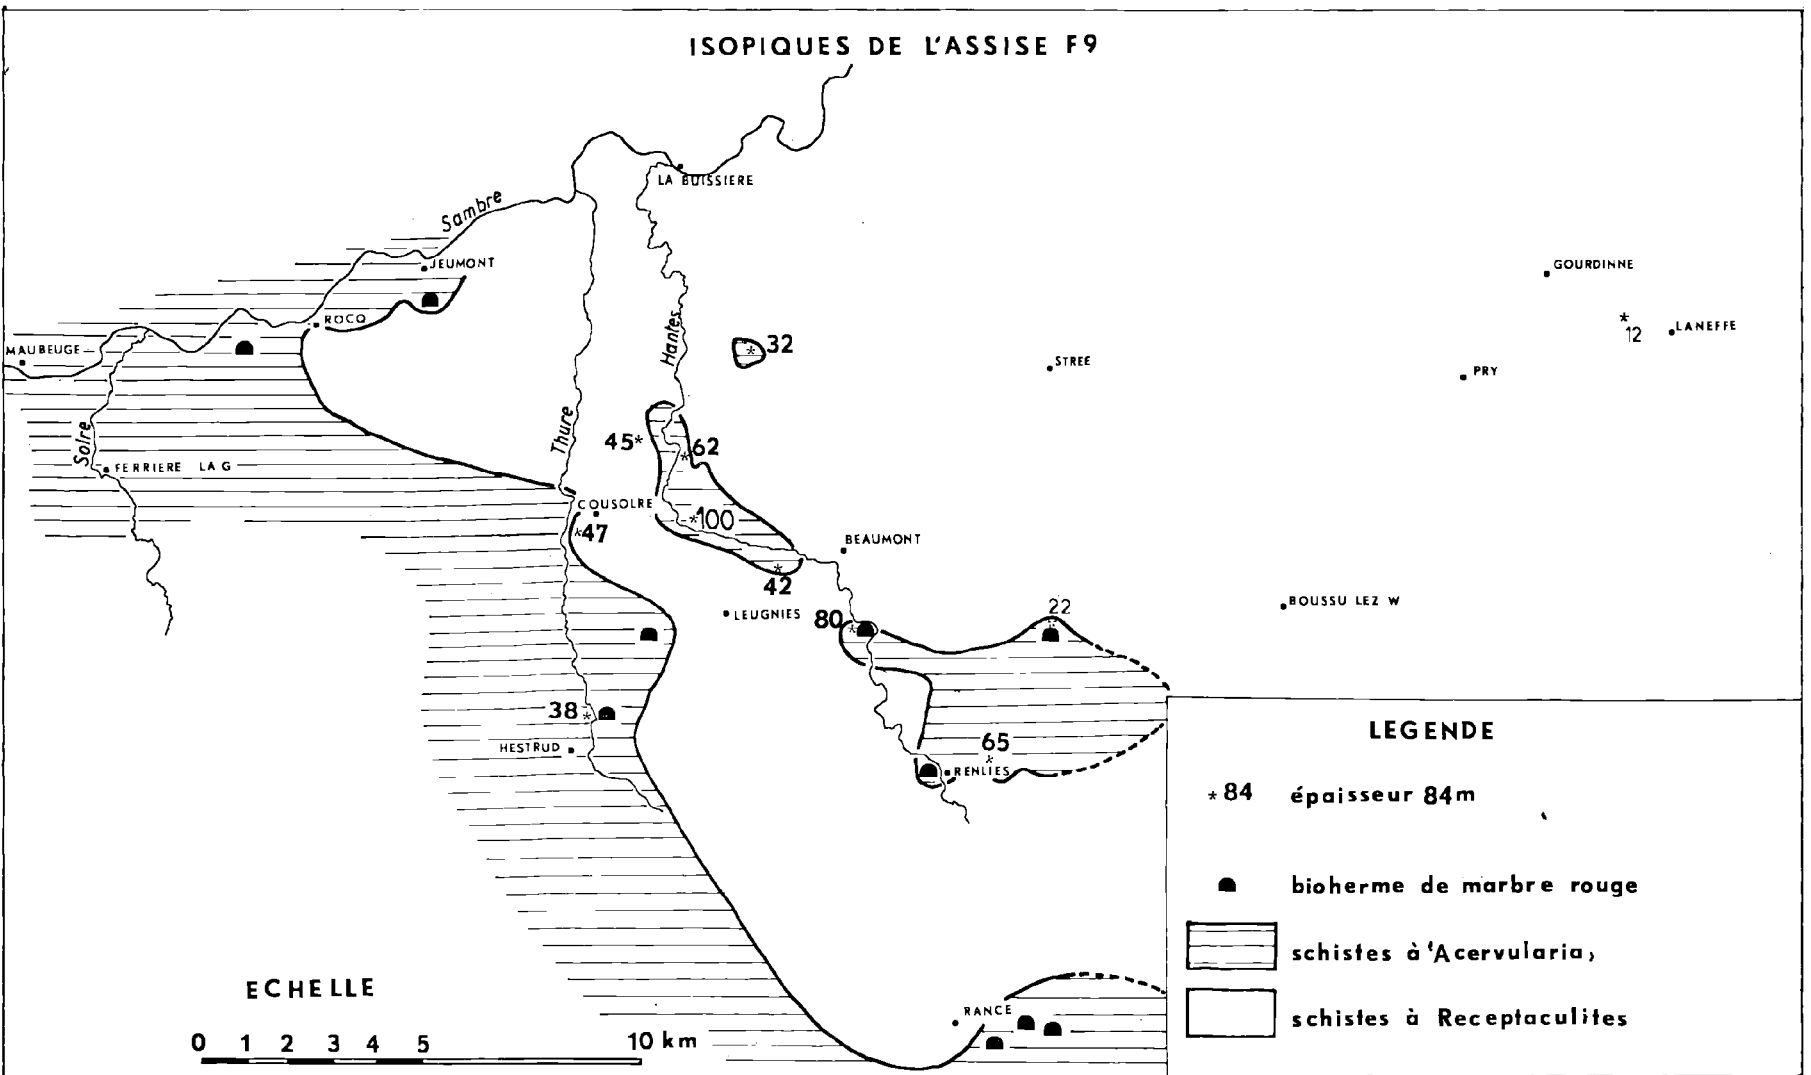 ISOPIQUES DE L'ASSISE F9
LA BUISSIERE
Sambre
JEUMONT
GOURDINNE
ROCQ
12
LANEFFE
MAUBEUGE
Hantes
32
STREE
PRY
Solre
Thure
45
62
FERRIERE LA G
COUSOLRE
47
100
BEAUMONT
42
LEUGNIES
80
22
BOUSSU LEZ W
38
HESTRUD
65
RENLIES
RANCE
LEGENDE
84 épaisseur 84m
bioherme de marbre rouge
schistes à 'Acervularia,
schistes à Receptaculites
ECHELLE
0 1 2 3 4 5 10 km